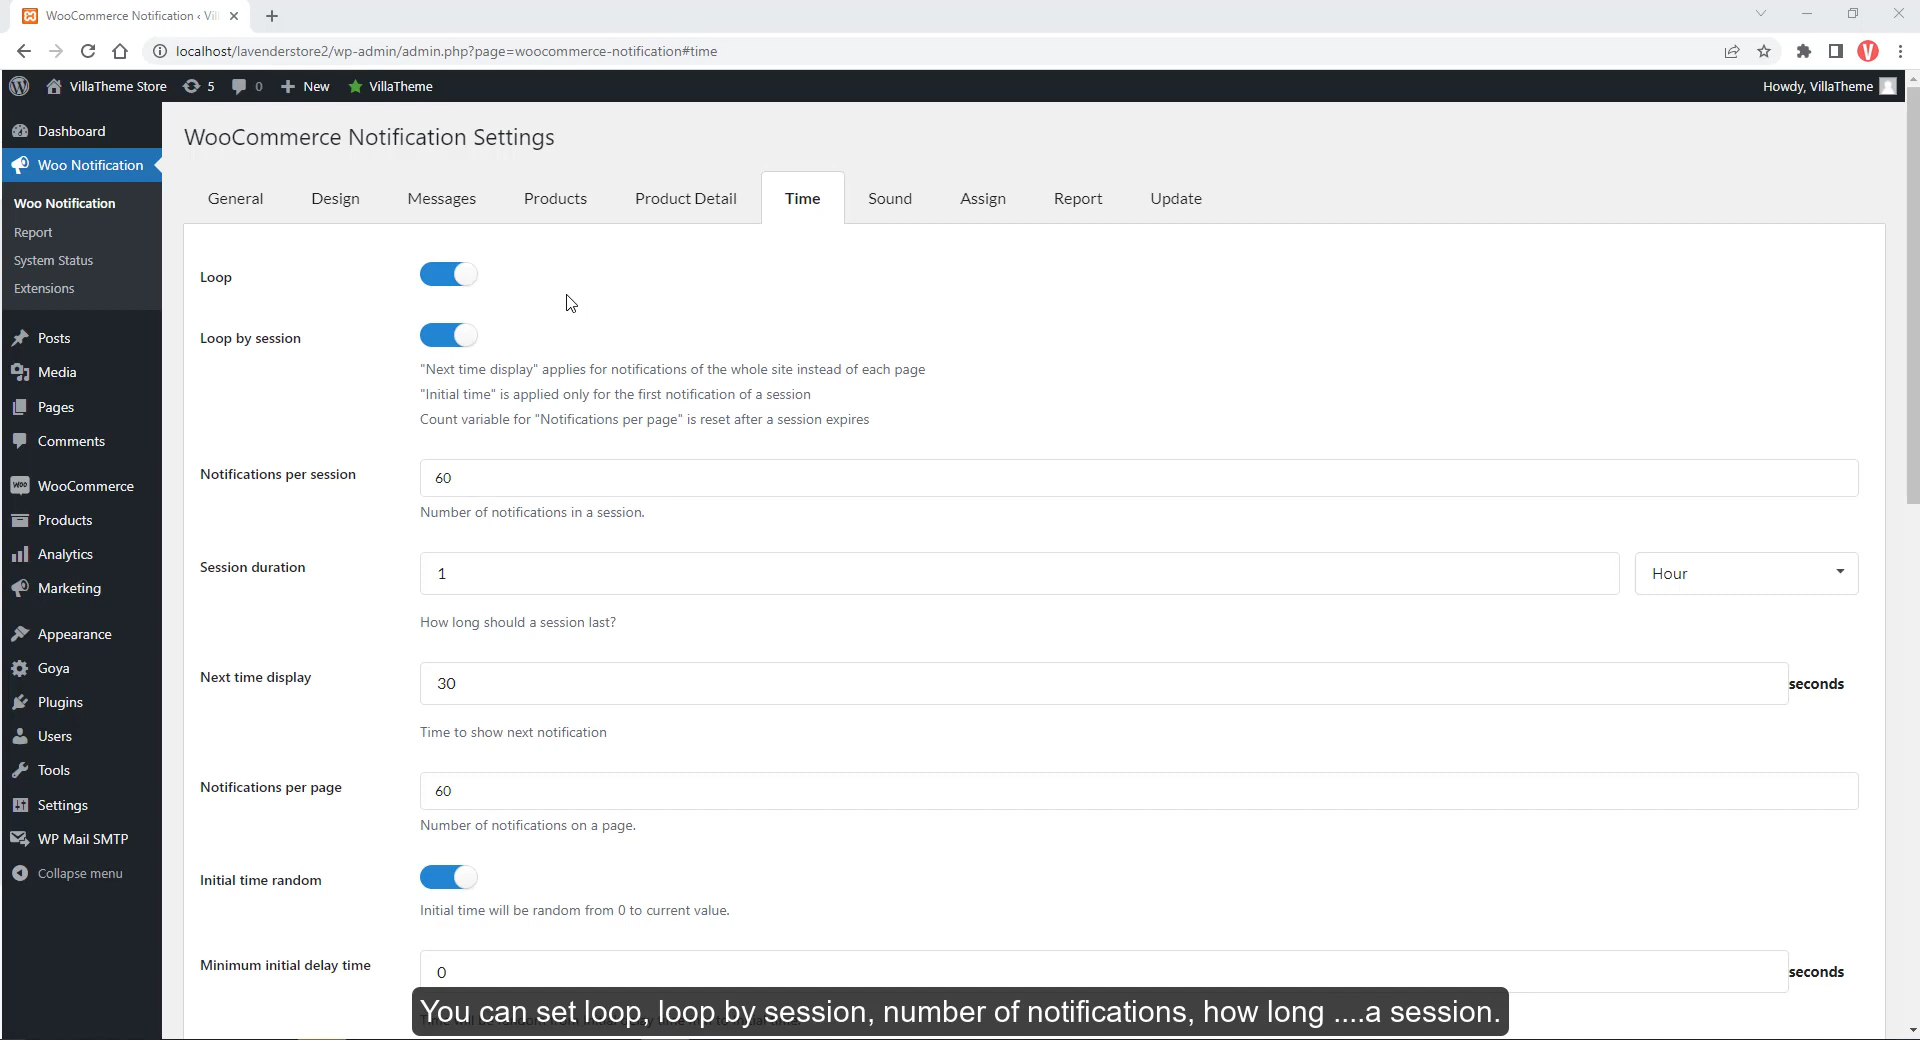 WooCommerce Notification ‹ Vil
localhost/lavenderstore2/wp-admin/admin.php?page=woocommerce-notification#time
VillaTheme Store 5 0 New VillaTheme Howdy, VillaTheme
Dashboard
Woo Notification
Woo Notification
Report
System Status
Extensions
Posts
Media
Pages
Comments
WooCommerce
Products
Analytics
Marketing
Appearance
Goya
Plugins
Users
Tools
Settings
WP Mail SMTP
Collapse menu
WooCommerce Notification Settings
General Design Messages Products Product Detail Time Sound Assign Report Update
Loop
Loop by session
"Next time display" applies for notifications of the whole site instead of each page
"Initial time" is applied only for the first notification of a session
Count variable for "Notifications per page" is reset after a session expires
Notifications per session 60
Number of notifications in a session.
Session duration 1 Hour
How long should a session last?
Next time display 30 seconds
Time to show next notification
Notifications per page 60
Number of notifications on a page.
Initial time random
Initial time will be random from 0 to current value.
Minimum initial delay time 0 seconds
You can set loop, loop by session, number of notifications, how long ....a session.